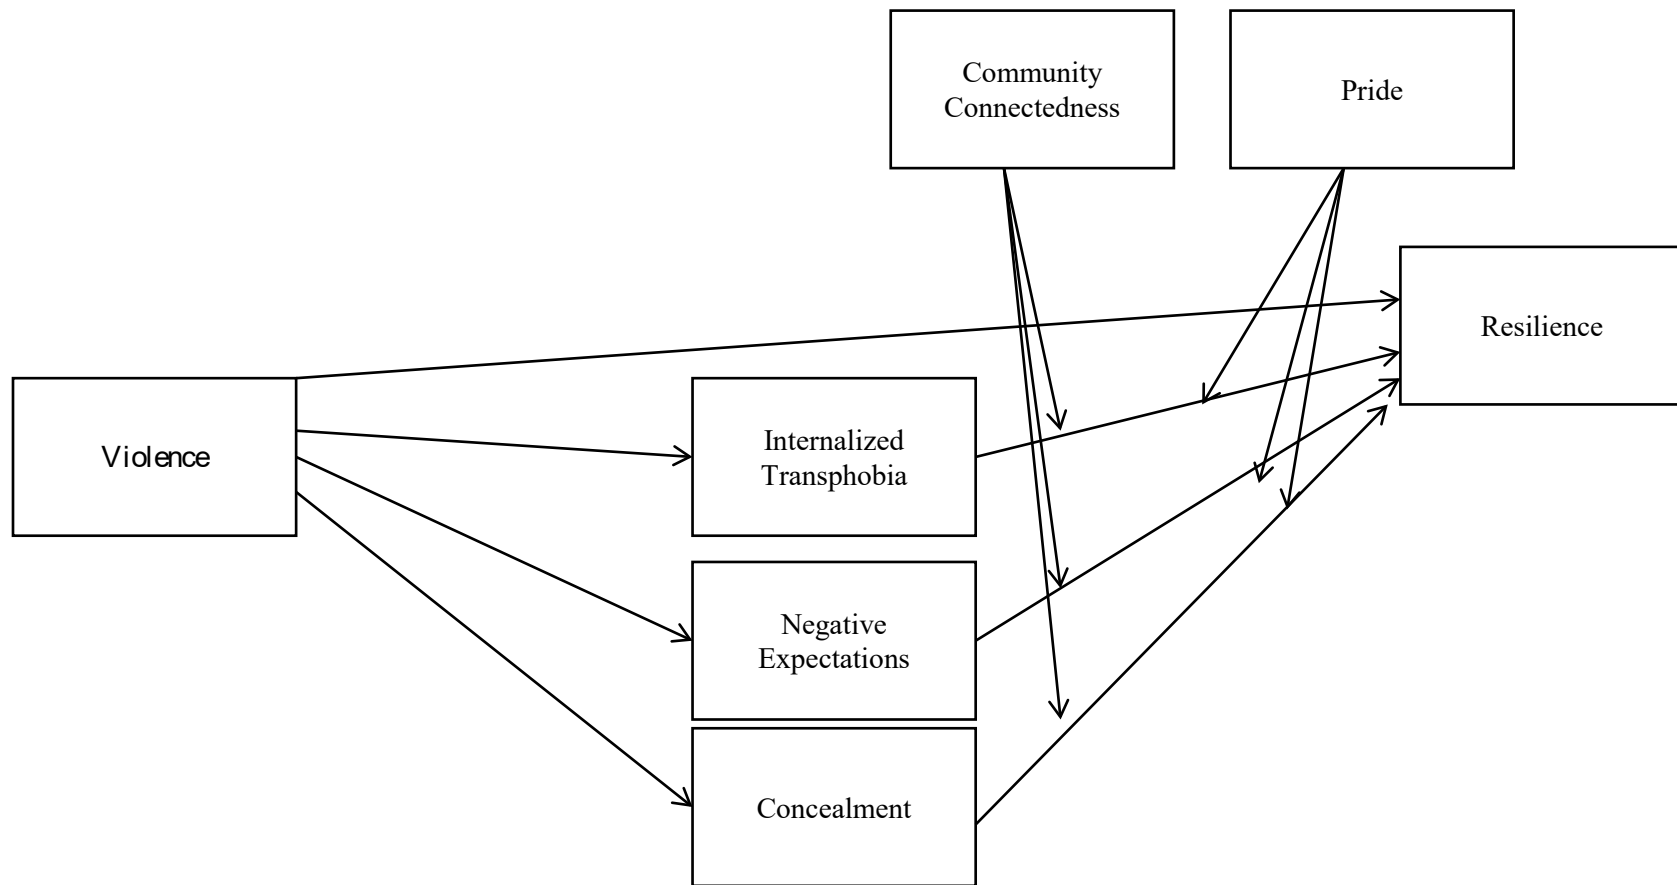 Community
Connectedness
Pride
Resilience
Violence
Internalized
Transphobia
Negative
Expectations
Concealment